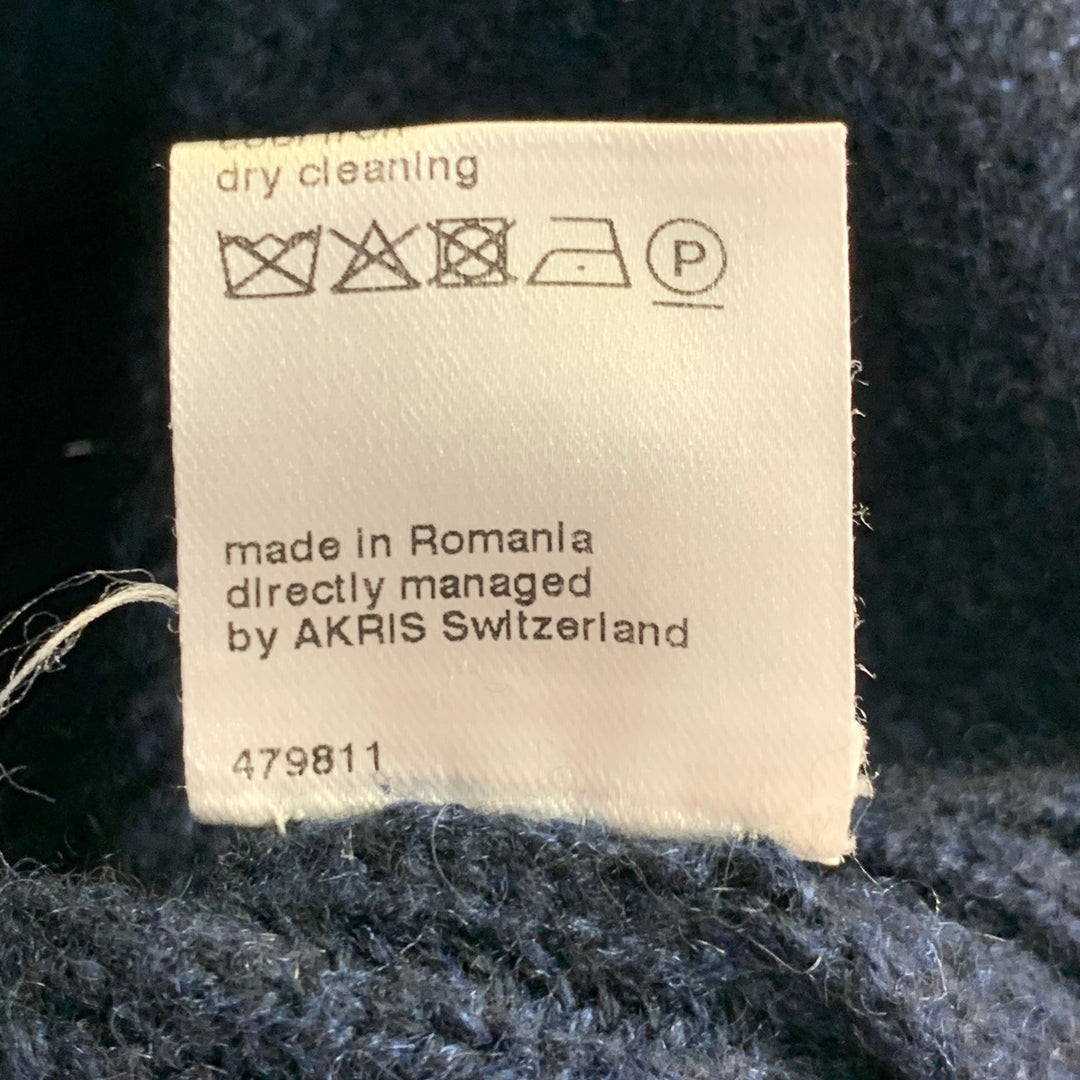 dry cleaning
P
made in Romania
directly managed
by AKRIS Switzerland
479811